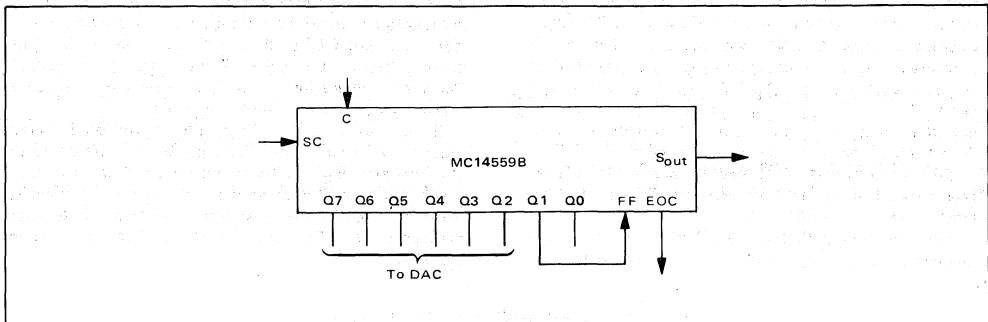 C
SC
MC14559B
Sout
Q7 Q6 Q5 Q4 Q3 Q2 Q1 Q0 FF EOC
To DAC